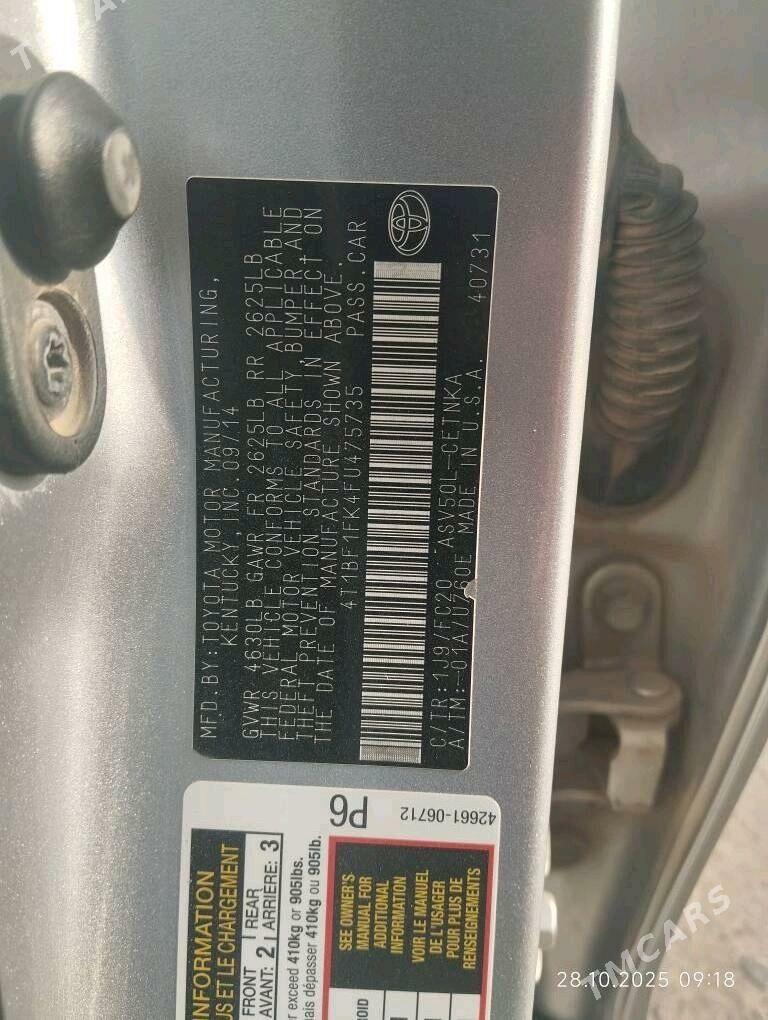 MFD.BY:TOYOTA MOTOR MANUFACTURING,
KENTUCKY, INC. 09/14
GVWR 4630LB GAWR FR 2625LB RR 2625LB
THIS VEHICLE CONFORMS TO ALL APPLICABLE
FEDERAL MOTOR VEHICLE SAFETY, BUMPER, AND
THEFT PREVENTION STANDARDS IN EFFECT ON
THE DATE OF MANUFACTURE SHOWN ABOVE.
4T1BF1FK4FU475735 PASS.CAR
C/TR:1J9/FC20 ASV50L-CETNKA
A/TM:-01A/U760E MADE IN U.S.A. 40731
P6
42661-06712
INFORMATION
US ET LE CHARGEMENT
FRONT
AVANT: 2
REAR
ARRIÈRE: 3
exceed 410kg or 905lbs.
dépasser 410kg ou 905lb.
SEE OWNER'S
MANUAL FOR
ADDITIONAL
INFORMATION
VOIR LE MANUEL
DE L'USAGER
POUR PLUS DE
RENSEIGNEMENTS
TMCARS
28.10.2025 09:18